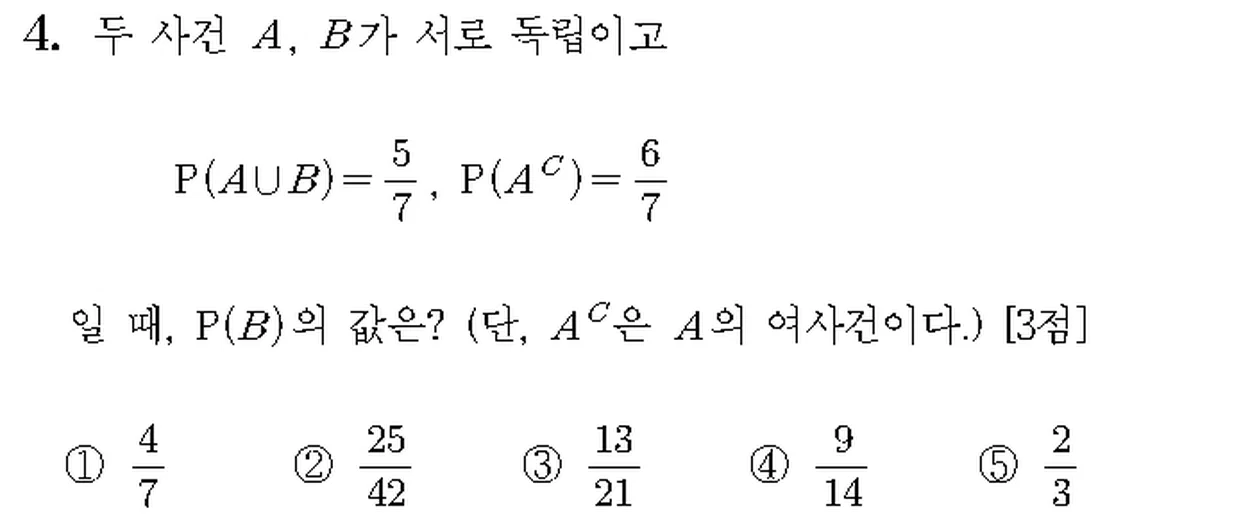 4. 두 사건 A, B가 서로 독립이고
P(A∪B)=5/7, P(A^C)=6/7
일 때, P(B)의 값은? (단, A^C은 A의 여사건이다.) [3점]
① 4/7 ② 25/42 ③ 13/21 ④ 9/14 ⑤ 2/3